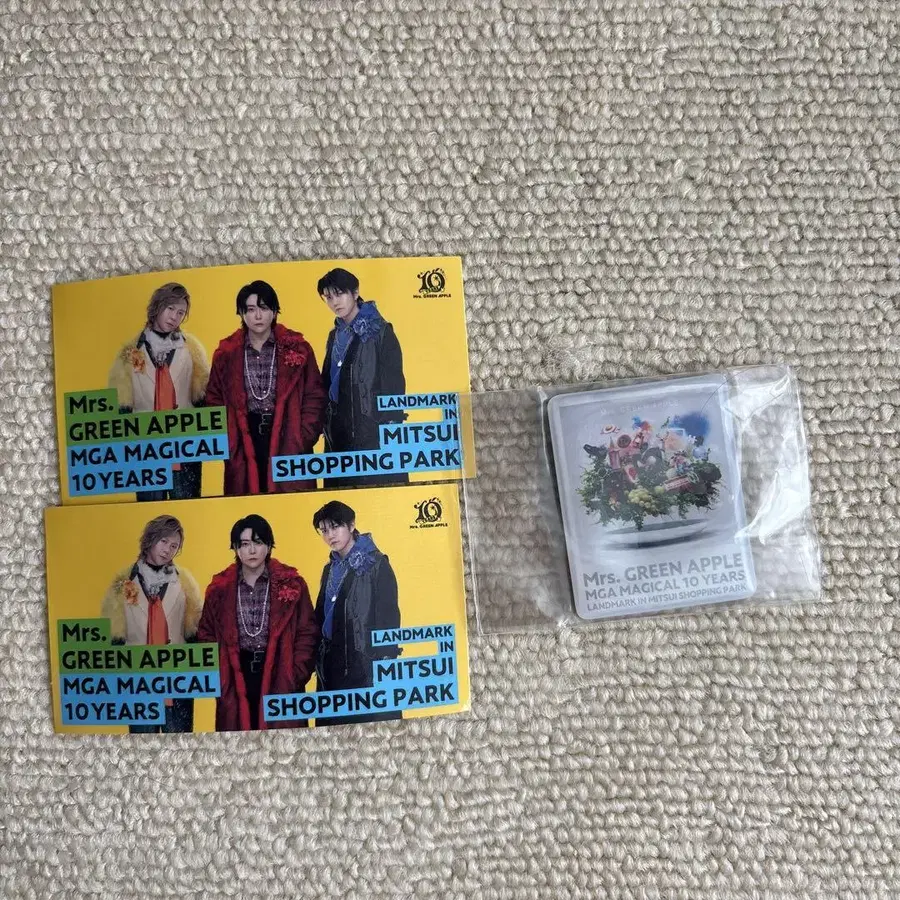 10
Mrs. GREEN APPLE
Mrs.
GREEN APPLE
MGA MAGICAL
10 YEARS
LANDMARK
IN
MITSUI
SHOPPING PARK
10
Mrs. GREEN APPLE
Mrs.
GREEN APPLE
MGA MAGICAL
10 YEARS
LANDMARK
IN
MITSUI
SHOPPING PARK
Mrs. GREEN APPLE
MGA MAGICAL 10 YEARS
LANDMARK IN MITSUI SHOPPING PARK